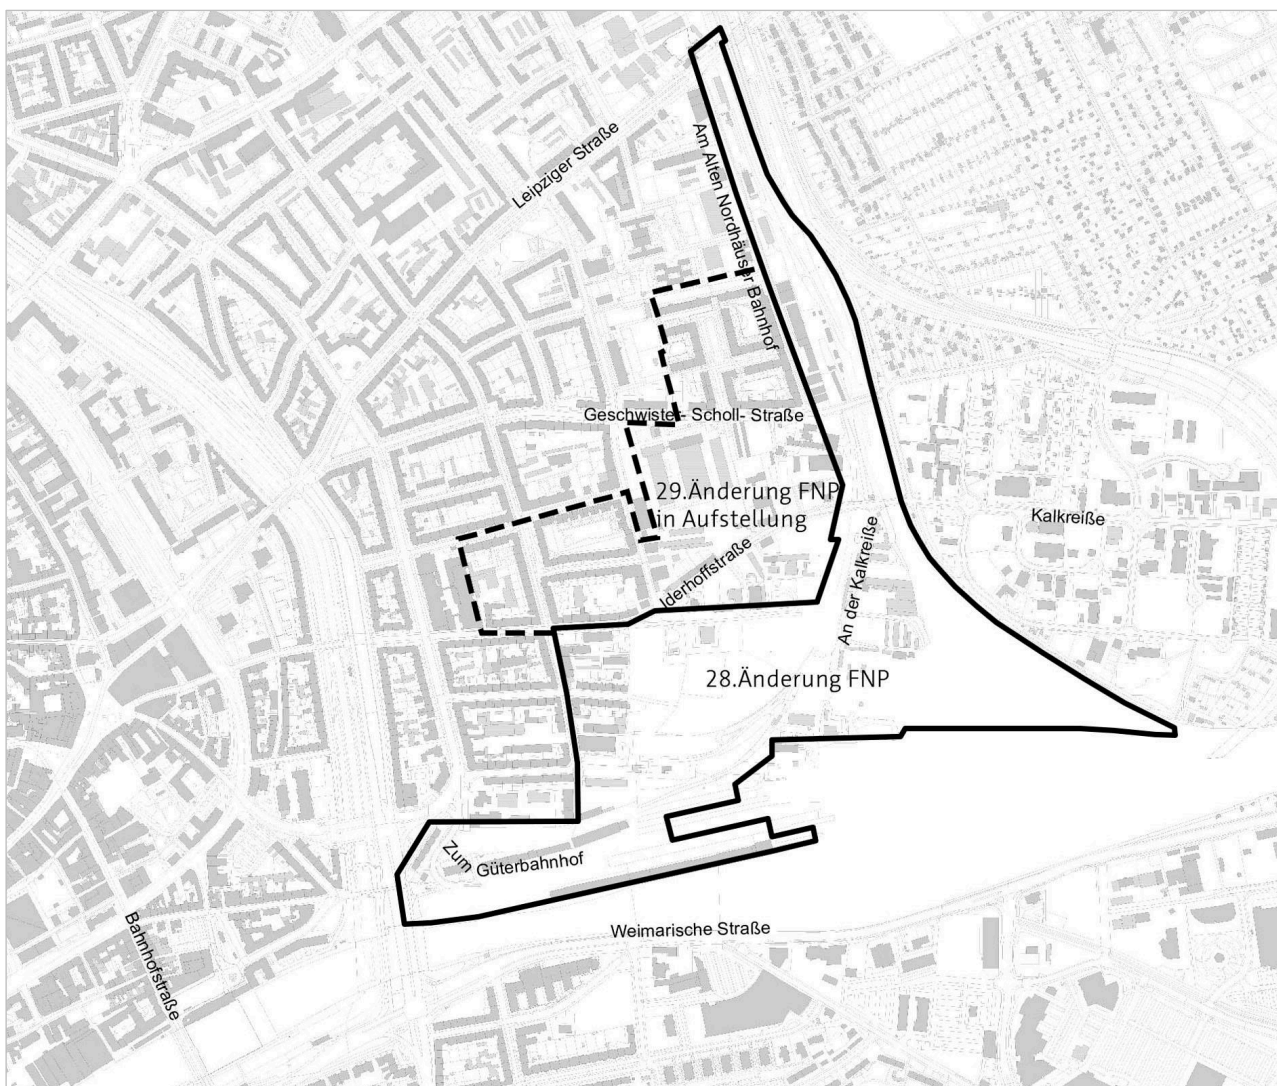 Leipziger Straße
Am Alten Nordhäuser Bahnhof
Geschwister- Scholl- Straße
29.Änderung FNP
in Aufstellung
Kalkreiße
Iderhoffstraße
An der Kalkreiße
28.Änderung FNP
Zum
Güterbahnhof
Weimarische Straße
Bahnhofstraße